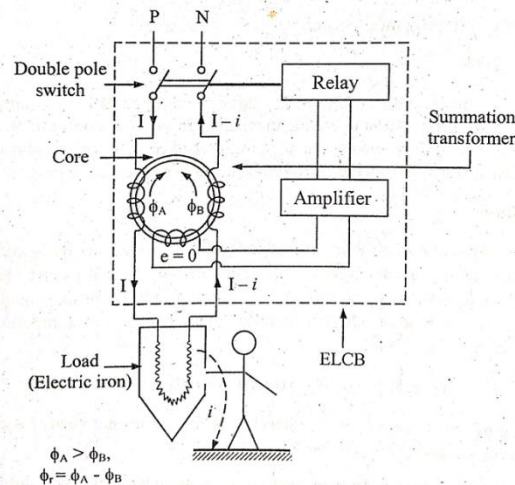 P N
Double pole
switch
Relay
I
I – i
Summation
transformer
Core
Amplifier
ϕA ϕB
e = 0
I
I – i
ELCB
Load
(Electric iron)
i
ϕA > ϕB,
ϕr = ϕA - ϕB